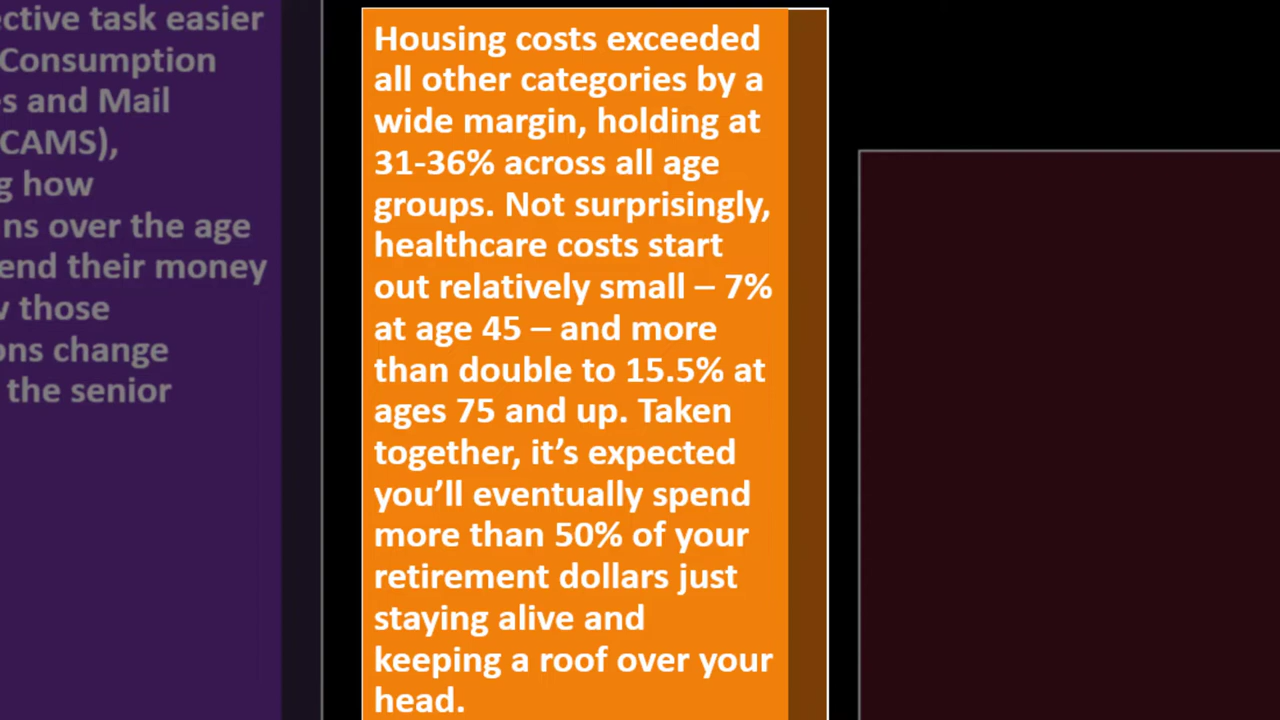 ective task easier
Consumption
es and Mail
CAMS),
g how
ns over the age
end their money
w those
ons change
the senior
Housing costs exceeded
all other categories by a
wide margin, holding at
31-36% across all age
groups. Not surprisingly,
healthcare costs start
out relatively small – 7%
at age 45 – and more
than double to 15.5% at
ages 75 and up. Taken
together, it’s expected
you’ll eventually spend
more than 50% of your
retirement dollars just
staying alive and
keeping a roof over your
head.